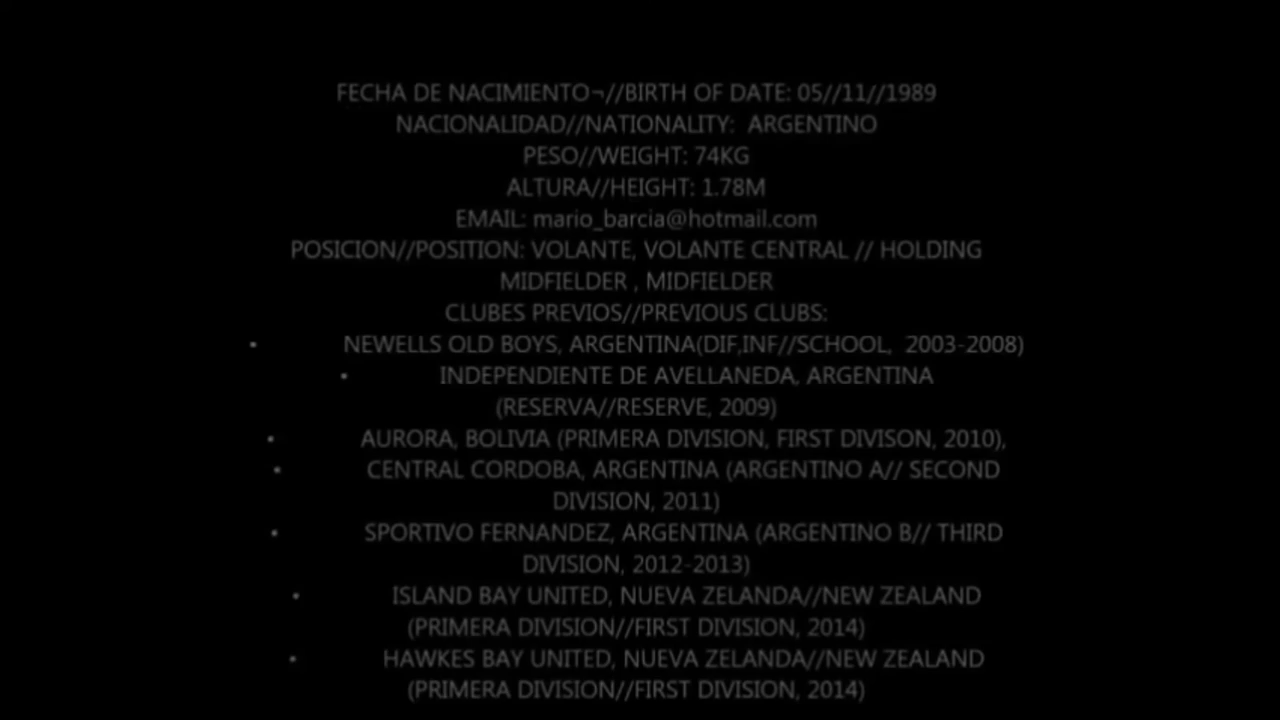 FECHA DE NACIMIENTO¬//BIRTH OF DATE: 05//11//1989
NACIONALIDAD//NATIONALITY: ARGENTINO
PESO//WEIGHT: 74KG
ALTURA//HEIGHT: 1.78M
EMAIL: mario_barcia@hotmail.com
POSICION//POSITION: VOLANTE, VOLANTE CENTRAL // HOLDING
MIDFIELDER , MIDFIELDER
CLUBES PREVIOS//PREVIOUS CLUBS:
• NEWELLS OLD BOYS, ARGENTINA(DIF,INF//SCHOOL, 2003-2008)
• INDEPENDIENTE DE AVELLANEDA, ARGENTINA
(RESERVA//RESERVE, 2009)
• AURORA, BOLIVIA (PRIMERA DIVISION, FIRST DIVISON, 2010),
• CENTRAL CORDOBA, ARGENTINA (ARGENTINO A// SECOND
DIVISION, 2011)
• SPORTIVO FERNANDEZ, ARGENTINA (ARGENTINO B// THIRD
DIVISION, 2012-2013)
• ISLAND BAY UNITED, NUEVA ZELANDA//NEW ZEALAND
(PRIMERA DIVISION//FIRST DIVISION, 2014)
• HAWKES BAY UNITED, NUEVA ZELANDA//NEW ZEALAND
(PRIMERA DIVISION//FIRST DIVISION, 2014)